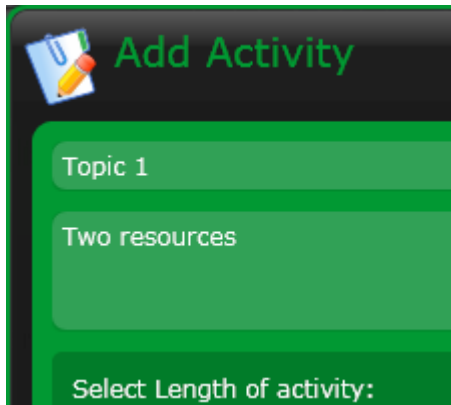 Add Activity
Topic 1
Two resources
Select Length of activity: